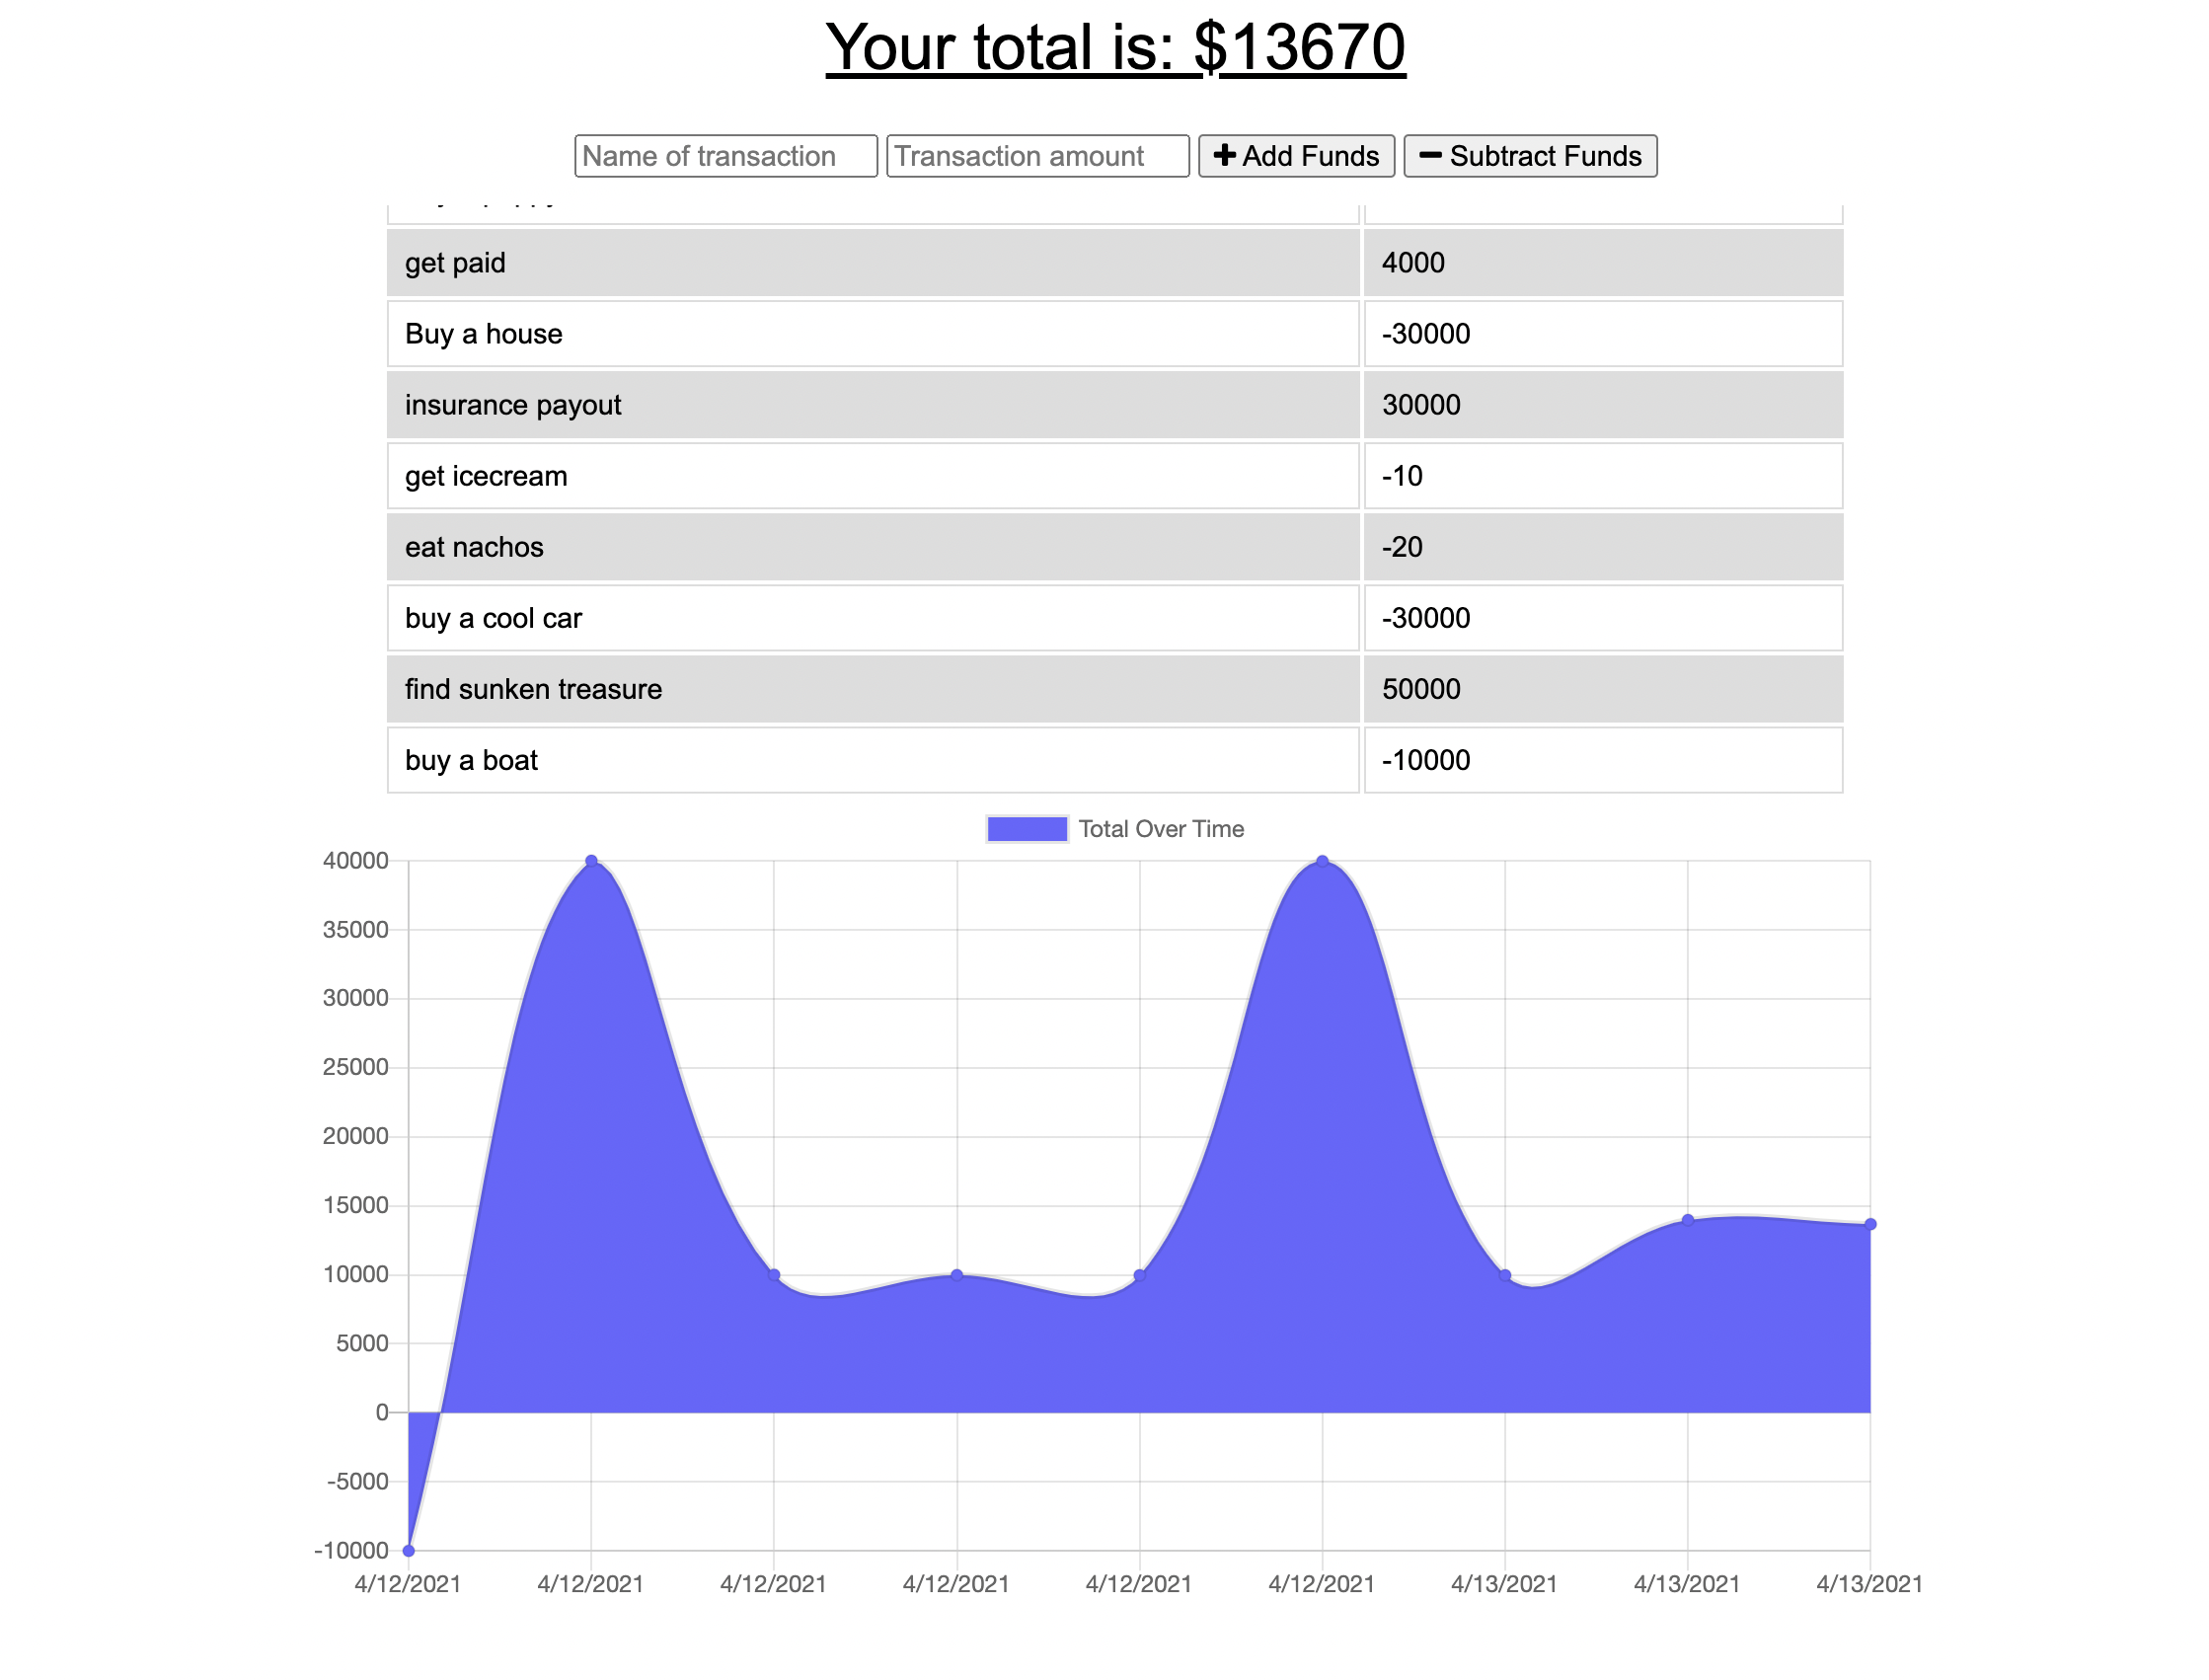 Your total is: $13670
Name of transaction Transaction amount Add Funds Subtract Funds
get paid 4000
Buy a house -30000
insurance payout 30000
get icecream -10
eat nachos -20
buy a cool car -30000
find sunken treasure 50000
buy a boat -10000
Total Over Time
40000
35000
30000
25000
20000
15000
10000
5000
0
-5000
-10000
4/12/2021 4/12/2021 4/12/2021 4/12/2021 4/12/2021 4/12/2021 4/13/2021 4/13/2021 4/13/2021